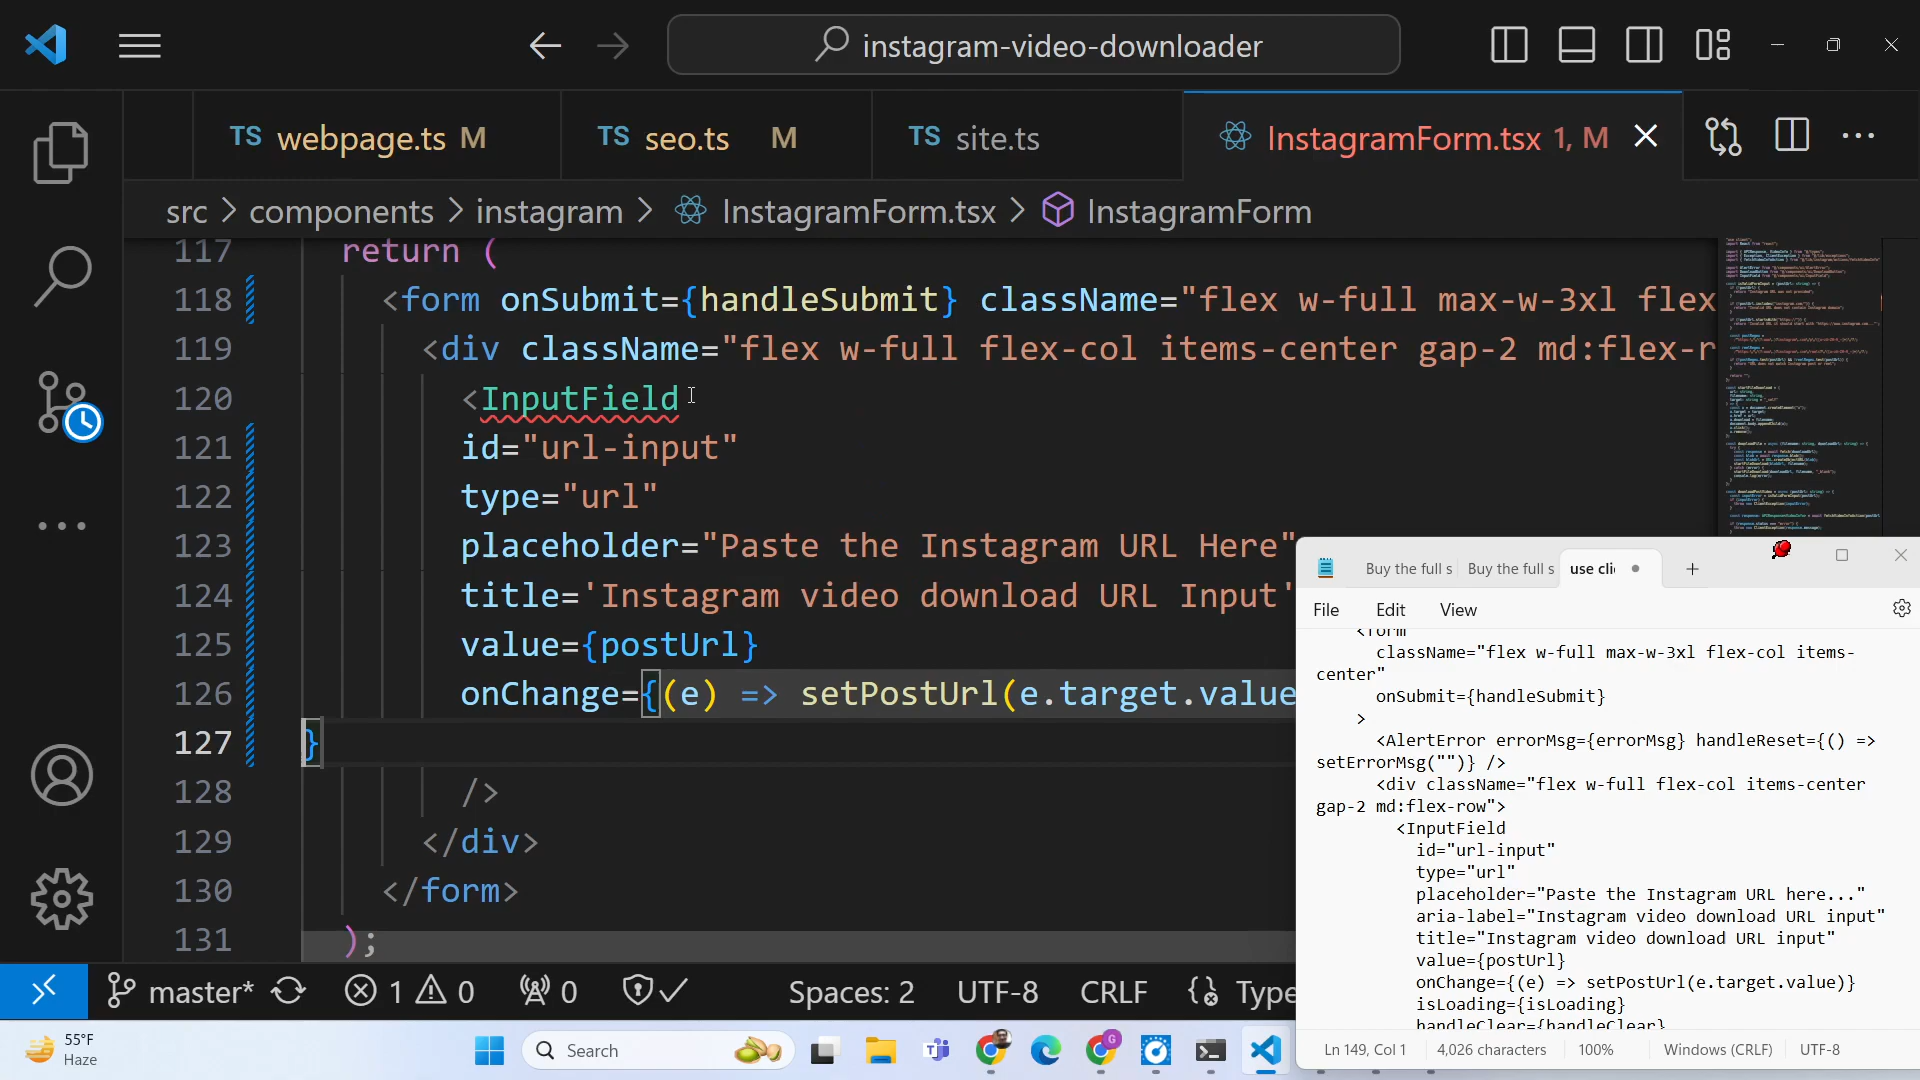 instagram-video-downloader
TS webpage.ts M
TS seo.ts M
TS site.ts
InstagramForm.tsx 1, M
src > components > instagram > InstagramForm.tsx > InstagramForm
117 return (
118 <form onSubmit={handleSubmit} className="flex w-full max-w-3xl flex
119 <div className="flex w-full flex-col items-center gap-2 md:flex-r
120 <InputField
121 id="url-input"
122 type="url"
123 placeholder="Paste the Instagram URL Here"
124 title='Instagram video download URL Input'
125 value={postUrl}
126 onChange={(e) => setPostUrl(e.target.value
127 }
128 />
129 </div>
130 </form>
131 );
master* 1 0 0 Spaces: 2 UTF-8 CRLF Type
Buy the full s
Buy the full s
use cli
File Edit View
<form
className="flex w-full max-w-3xl flex-col items-
center"
onSubmit={handleSubmit}
>
<AlertError errorMsg={errorMsg} handleReset={() =>
setErrorMsg("")} />
<div className="flex w-full flex-col items-center
gap-2 md:flex-row">
<InputField
id="url-input"
type="url"
placeholder="Paste the Instagram URL here..."
aria-label="Instagram video download URL input"
title="Instagram video download URL input"
value={postUrl}
onChange={(e) => setPostUrl(e.target.value)}
isLoading={isLoading}
handleClear={handleClear}
Ln 149, Col 1 4,026 characters 100% Windows (CRLF) UTF-8
55°F
Haze
Search